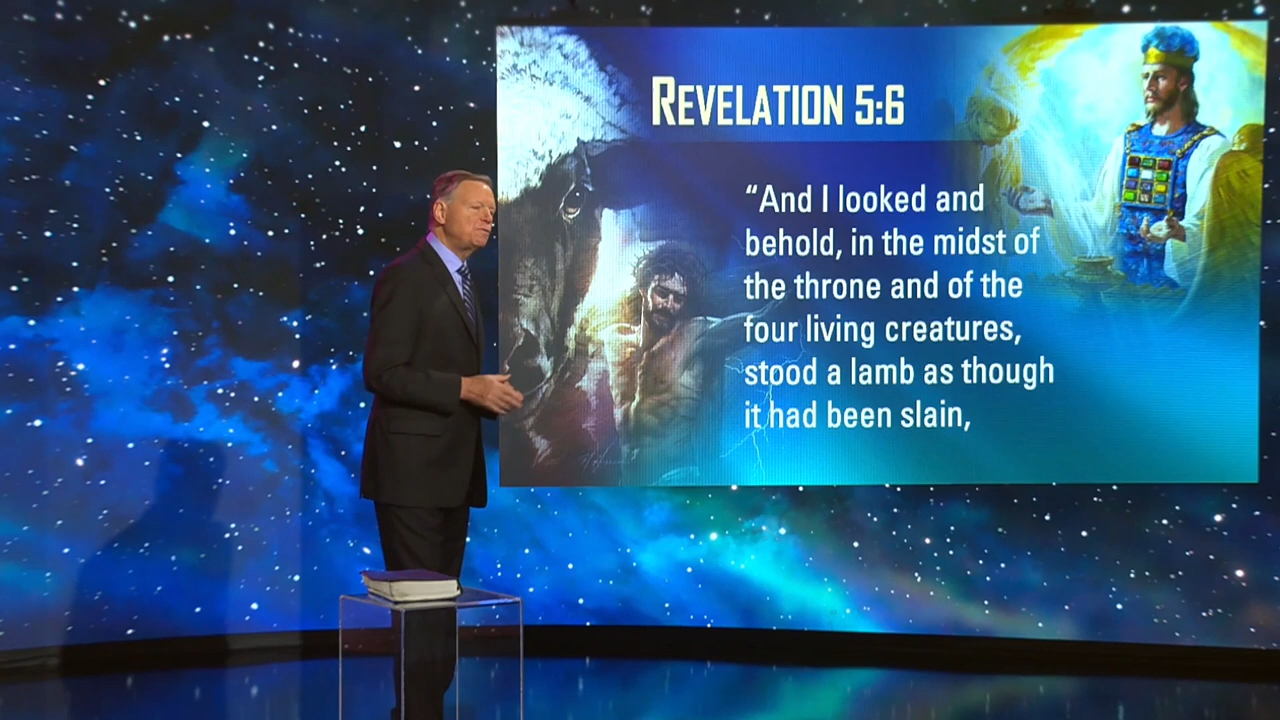 REVELATION 5:6
“And I looked and
behold, in the midst of
the throne and of the
four living creatures,
stood a lamb as though
it had been slain,